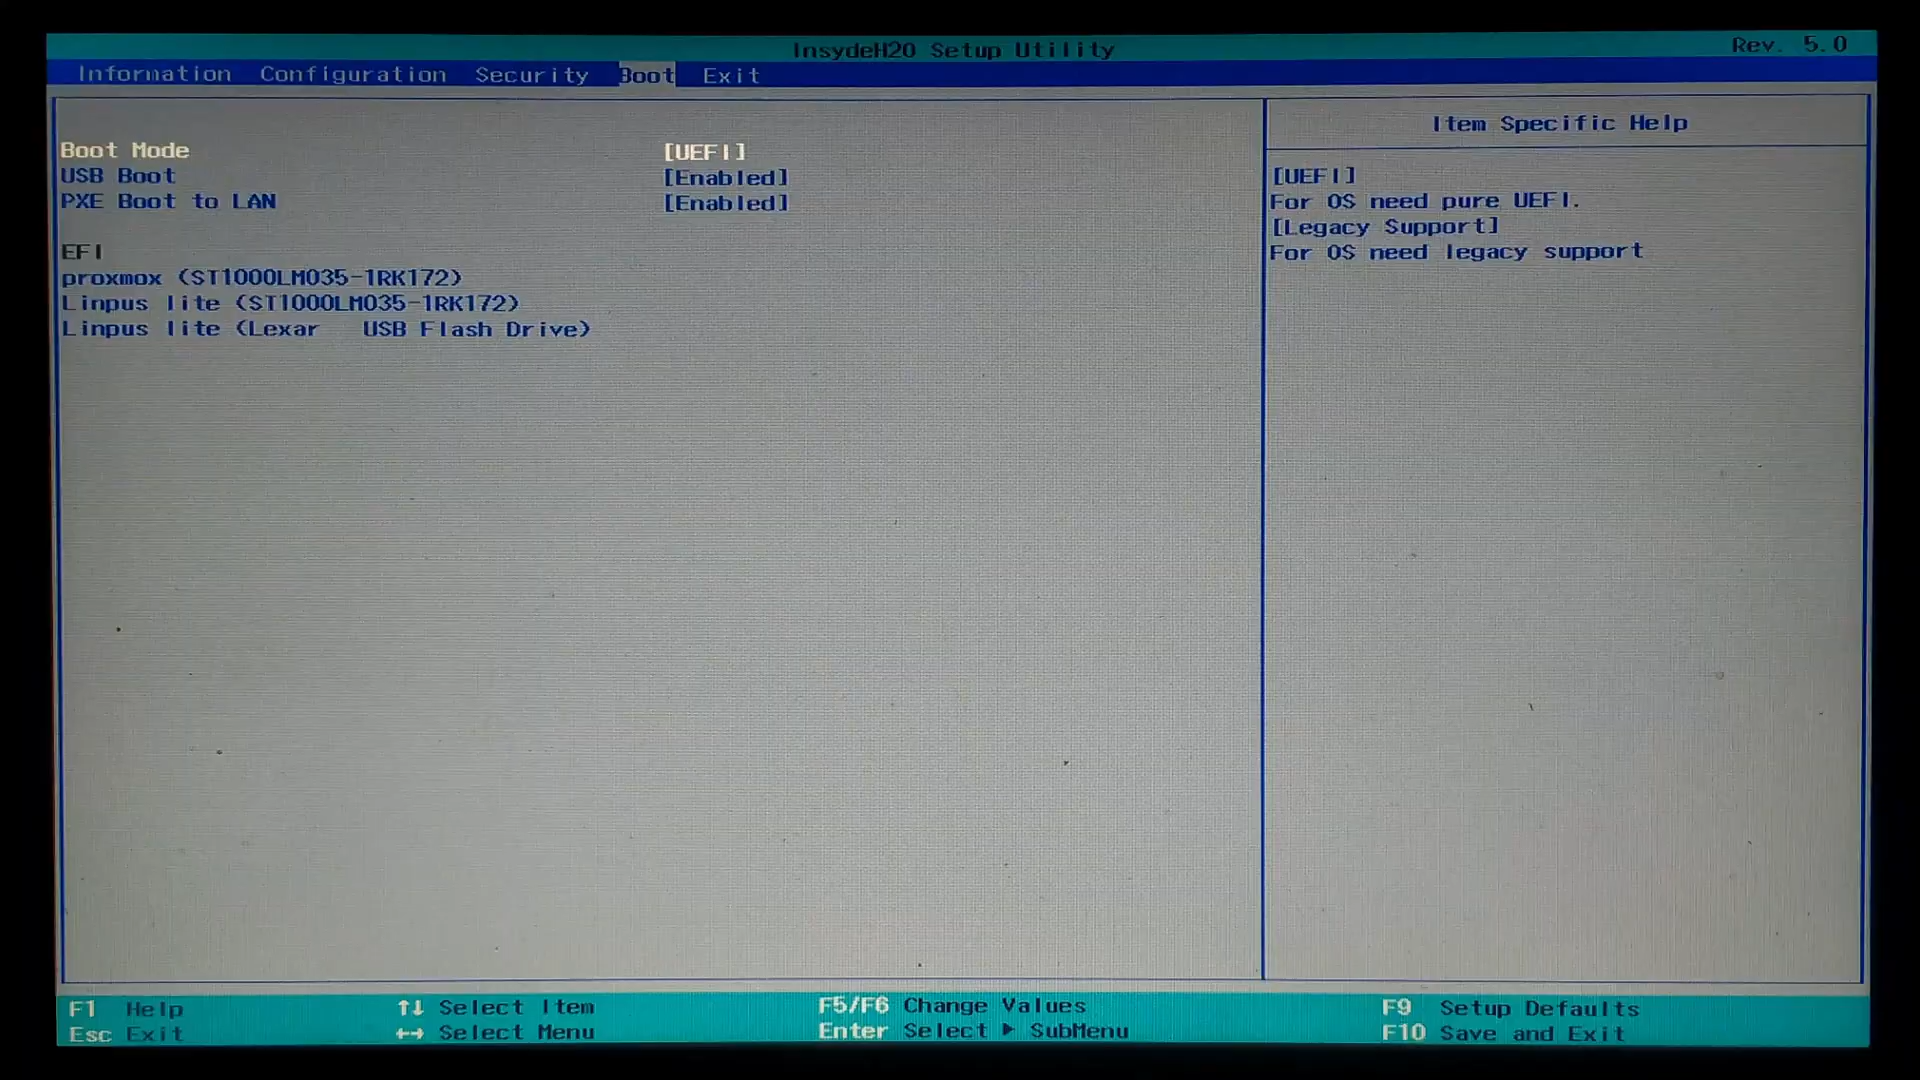 InsydeH2O Setup Utility
Rev. 5.0
Information Configuration Security Boot Exit
Boot Mode [UEFI]
USB Boot [Enabled]
PXE Boot to LAN [Enabled]
EFI
proxmox (ST1000LM035-1RK172)
Linpus lite (ST1000LM035-1RK172)
Linpus lite (Lexar USB Flash Drive)
Item Specific Help
[UEFI]
For OS need pure UEFI.
[Legacy Support]
For OS need legacy support
F1 Help ↑↓ Select Item F5/F6 Change Values F9 Setup Defaults
Esc Exit ←→ Select Menu Enter Select ▶ SubMenu F10 Save and Exit